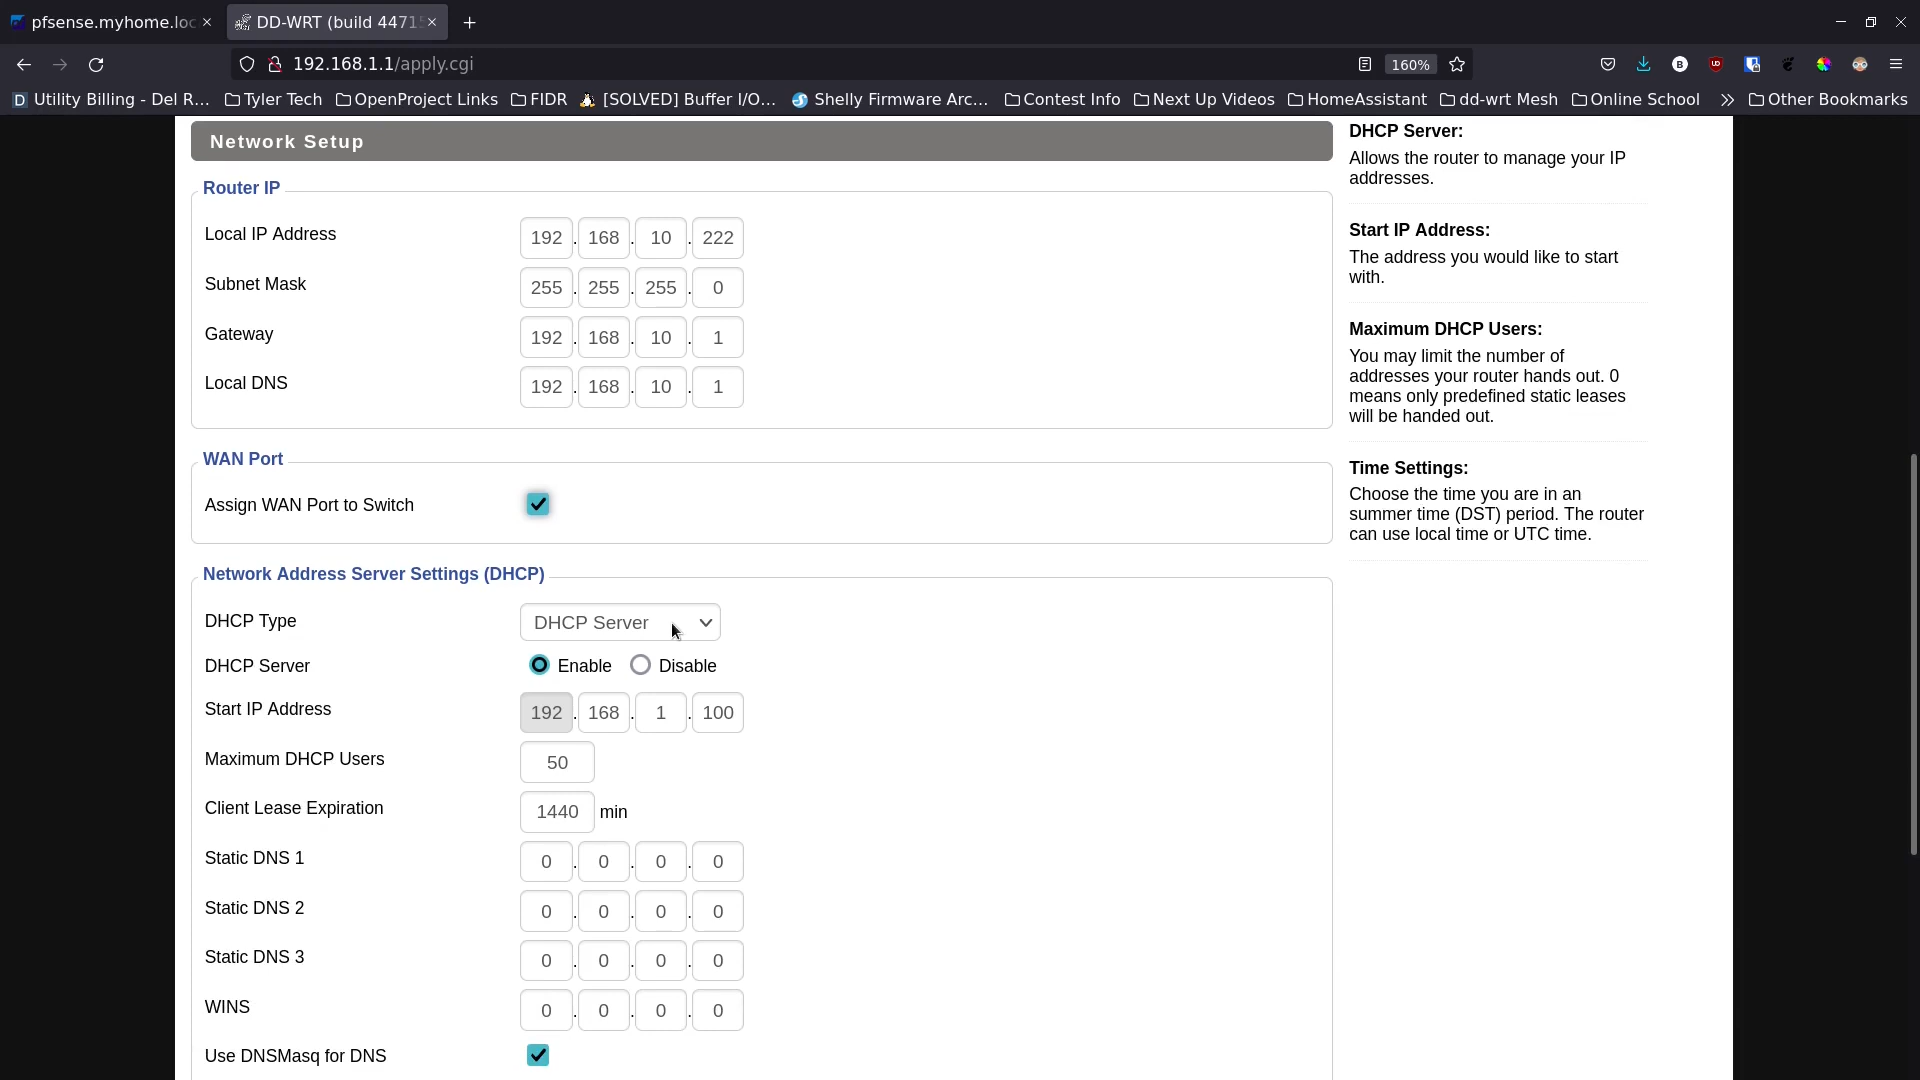 pfsense.myhome.loc
DD-WRT (build 4471
192.168.1.1/apply.cgi
160%
Utility Billing - Del R...
Tyler Tech
OpenProject Links
FIDR
[SOLVED] Buffer I/O...
Shelly Firmware Arc...
Contest Info
Next Up Videos
HomeAssistant
dd-wrt Mesh
Online School
Other Bookmarks
Network Setup
Router IP
Local IP Address 192 . 168 . 10 . 222
Subnet Mask 255 . 255 . 255 . 0
Gateway 192 . 168 . 10 . 1
Local DNS 192 . 168 . 10 . 1
WAN Port
Assign WAN Port to Switch
Network Address Server Settings (DHCP)
DHCP Type DHCP Server
DHCP Server Enable Disable
Start IP Address 192 . 168 . 1 . 100
Maximum DHCP Users 50
Client Lease Expiration 1440 min
Static DNS 1 0 . 0 . 0 . 0
Static DNS 2 0 . 0 . 0 . 0
Static DNS 3 0 . 0 . 0 . 0
WINS 0 . 0 . 0 . 0
Use DNSMasq for DNS
DHCP Server:
Allows the router to manage your IP
addresses.
Start IP Address:
The address you would like to start
with.
Maximum DHCP Users:
You may limit the number of
addresses your router hands out. 0
means only predefined static leases
will be handed out.
Time Settings:
Choose the time you are in an
summer time (DST) period. The router
can use local time or UTC time.